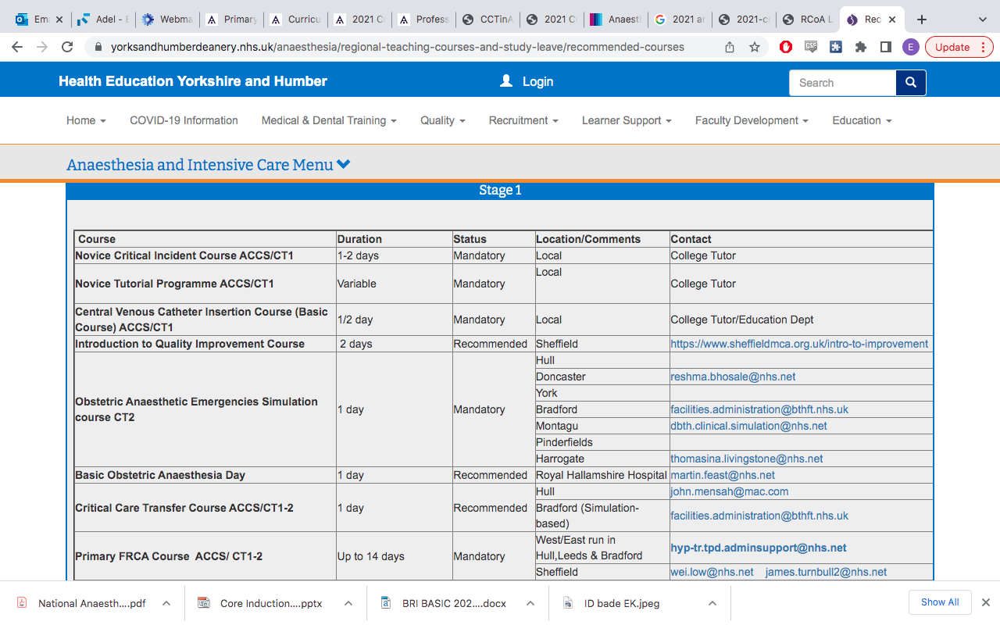 Ema
Adel - E
Webma
Primary
Curricu
2021 C
Profess
CCTinA
2021 C
Anaest
2021 ar
2021-c
RCoA L
Rec
yorksandhumberdeanery.nhs.uk/anaesthesia/regional-teaching-courses-and-study-leave/recommended-courses
CSS
E
Update
Health Education Yorkshire and Humber
Login
Search
Home
COVID-19 Information
Medical & Dental Training
Quality
Recruitment
Learner Support
Faculty Development
Education
Anaesthesia and Intensive Care Menu
Stage 1
Course Duration Status Location/Comments Contact
Novice Critical Incident Course ACCS/CT1 1-2 days Mandatory Local College Tutor
Novice Tutorial Programme ACCS/CT1 Variable Mandatory Local College Tutor
Central Venous Catheter Insertion Course (Basic
Course) ACCS/CT1 1/2 day Mandatory Local College Tutor/Education Dept
Introduction to Quality Improvement Course 2 days Recommended Sheffield https://www.sheffieldmca.org.uk/intro-to-improvement
Obstetric Anaesthetic Emergencies Simulation
course CT2
1 day
Mandatory
Hull
Doncaster reshma.bhosale@nhs.net
York
Bradford facilities.administration@bthft.nhs.uk
Montagu dbth.clinical.simulation@nhs.net
Pinderfields
Harrogate thomasina.livingstone@nhs.net
Basic Obstetric Anaesthesia Day 1 day Recommended Royal Hallamshire Hospital martin.feast@nhs.net
Critical Care Transfer Course ACCS/CT1-2 1 day Recommended
Hull john.mensah@mac.com
Bradford (Simulation-
based) facilities.administration@bthft.nhs.uk
Primary FRCA Course ACCS/ CT1-2 Up to 14 days Mandatory
West/East run in
Hull,Leeds & Bradford hyp-tr.tpd.adminsupport@nhs.net
Sheffield wei.low@nhs.net james.turnbull2@nhs.net
National Anaesth....pdf
Core Induction....pptx
BRI BASIC 202....docx
ID bade EK.jpeg
Show All